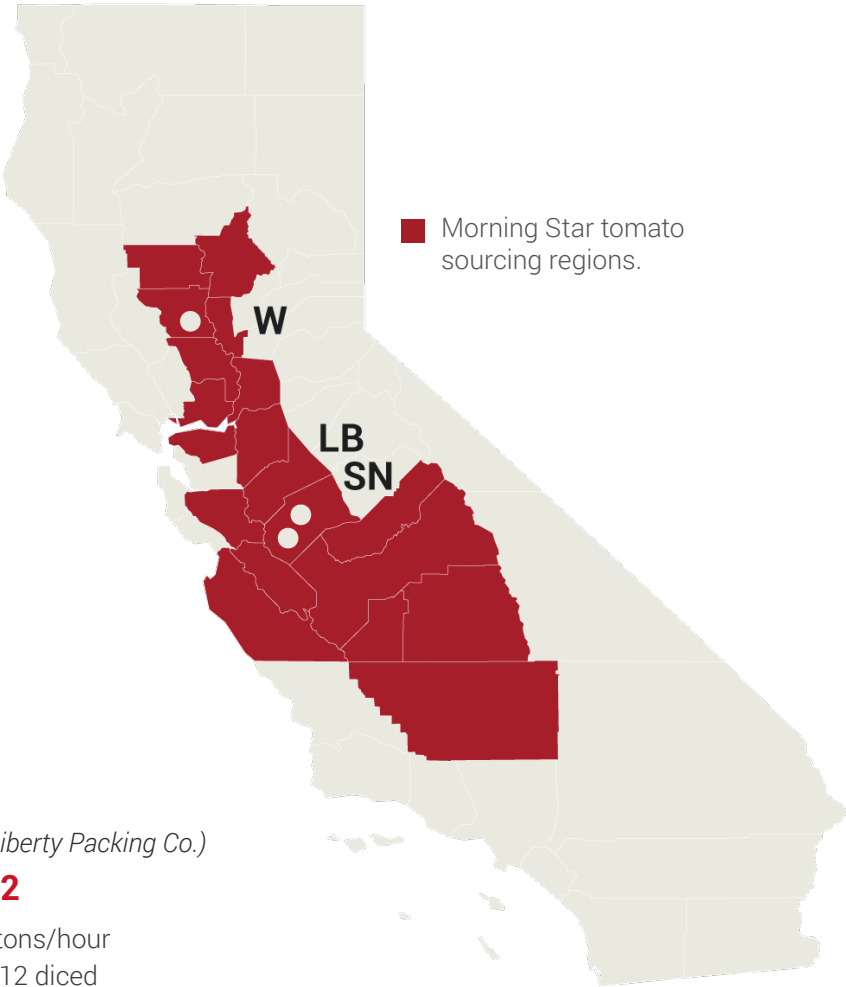 Morning Star tomato
sourcing regions.
W
LB
SN
iberty Packing Co.)
2
tons/hour
12 diced